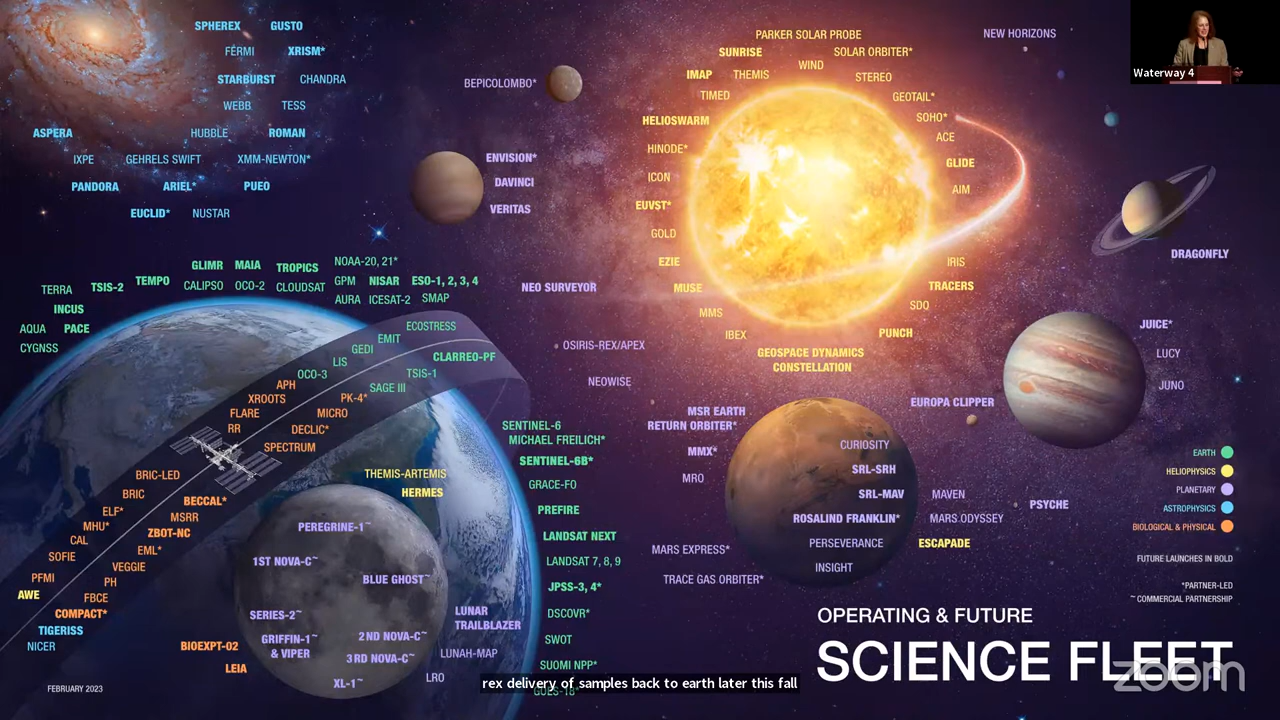 SPHEREX
GUSTO
FERMI
XRISM*
STARBURST
CHANDRA
WEBB
TESS
ASPERA
HUBBLE
ROMAN
IXPE
GEHRELS SWIFT
XMM-NEWTON*
PANDORA
ARIEL*
PUEO
EUCLID*
NUSTAR
BEPICOLOMBO*
ENVISION*
DAVINCI
VERITAS
PARKER SOLAR PROBE
SUNRISE
SOLAR ORBITER*
WIND
IMAP
THEMIS
STEREO
TIMED
GEOTAIL*
HELIOSWARM
SOHO*
ACE
HINODE*
GLIDE
ICON
AIM
EUVST*
GOLD
EZIE
IRIS
MUSE
TRACERS
MMS
SDO
IBEX
PUNCH
GEOSPACE DYNAMICS
CONSTELLATION
NEW HORIZONS
Waterway 4
DRAGONFLY
NEO SURVEYOR
OSIRIS-REX/APEX
NEOWISE
JUICE*
LUCY
JUNO
EUROPA CLIPPER
PSYCHE
TERRA
TSIS-2
TEMPO
GLIMR
MAIA
TROPICS
NOAA-20, 21*
CALIPSO
OCO-2
CLOUDSAT
GPM
NISAR
ESO-1, 2, 3, 4
AURA
ICESAT-2
SMAP
INCUS
AQUA
PACE
CYGNSS
ECOSTRESS
EMIT
GEDI
CLARREO-PF
LIS
OCO-3
TSIS-1
SAGE III
APH
XROOTS
PK-4*
FLARE
MICRO
RR
DECLIC*
SPECTRUM
BRIC-LED
BRIC
BECCAL*
ELF*
MSRR
MHU*
ZBOT-NC
CAL
EML*
SOFIE
VEGGIE
PFMI
PH
AWE
FBCE
COMPACT*
TIGERISS
NICER
BIOEXPT-02
LEIA
THEMIS-ARTEMIS
HERMES
PEREGRINE-1~
1ST NOVA-C~
BLUE GHOST~
SERIES-2~
LUNAR
TRAILBLAZER
GRIFFIN-1~
& VIPER
2ND NOVA-C~
3RD NOVA-C~
LUNAH-MAP
XL-1~
LRO
SENTINEL-6
MICHAEL FREILICH*
SENTINEL-6B*
GRACE-FO
PREFIRE
LANDSAT NEXT
LANDSAT 7, 8, 9
JPSS-3, 4*
DSCOVR*
SWOT
SUOMI NPP*
GOES-18*
MSR EARTH
RETURN ORBITER*
MMX*
MRO
CURIOSITY
SRL-SRH
SRL-MAV
MAVEN
ROSALIND FRANKLIN*
MARS ODYSSEY
PERSEVERANCE
ESCAPADE
MARS EXPRESS*
INSIGHT
TRACE GAS ORBITER*
EARTH
HELIOPHYSICS
PLANETARY
ASTROPHYSICS
BIOLOGICAL & PHYSICAL
FUTURE LAUNCHES IN BOLD
*PARTNER-LED
~COMMERCIAL PARTNERSHIP
OPERATING & FUTURE
SCIENCE FLEET
zoom
rex delivery of samples back to earth later this fall
FEBRUARY 2023